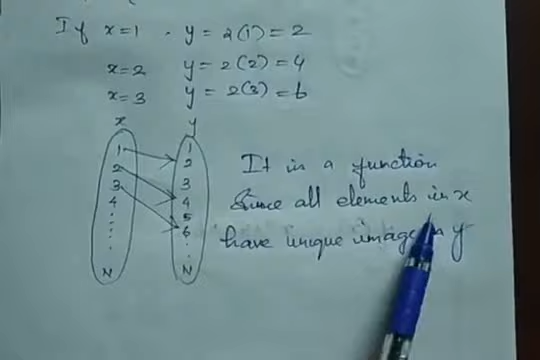 If x=1 . y = 2(1) = 2
x=2 y = 2(2) = 4
x=3 y = 2(3) = 6
x y
1 1
2 2
3 3
4 4
5
6
N N
It is a function
Since all elements in x
have unique image y